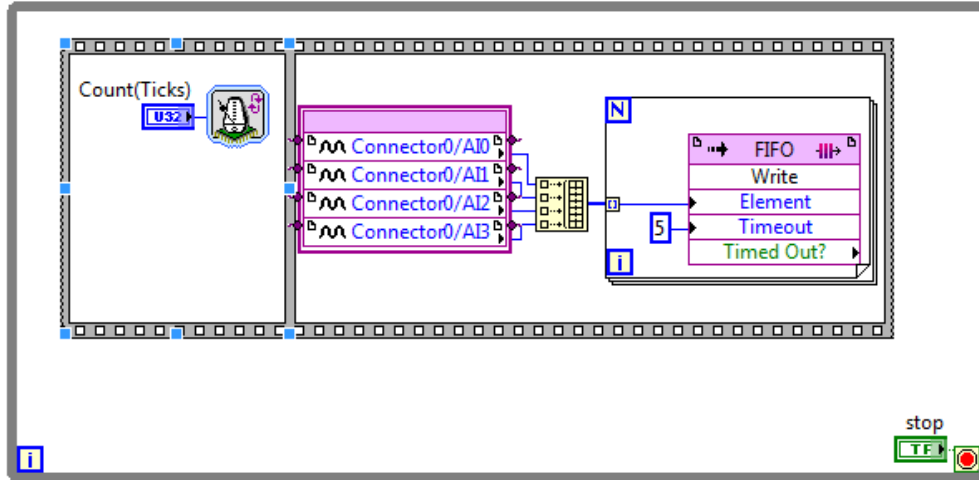 Count(Ticks)
U32
Connector0/AI0
Connector0/AI1
Connector0/AI2
Connector0/AI3
N
FIFO
Write
Element
5
Timeout
Timed Out?
i
stop
TF
i